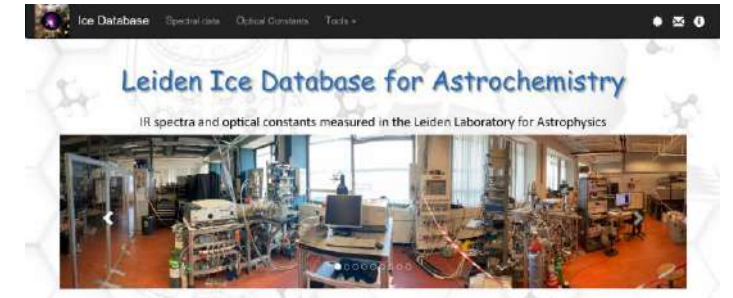 Ice Database Spectral data Optical Constants Tools
Leiden Ice Database for Astrochemistry
IR spectra and optical constants measured in the Leiden Laboratory for Astrophysics